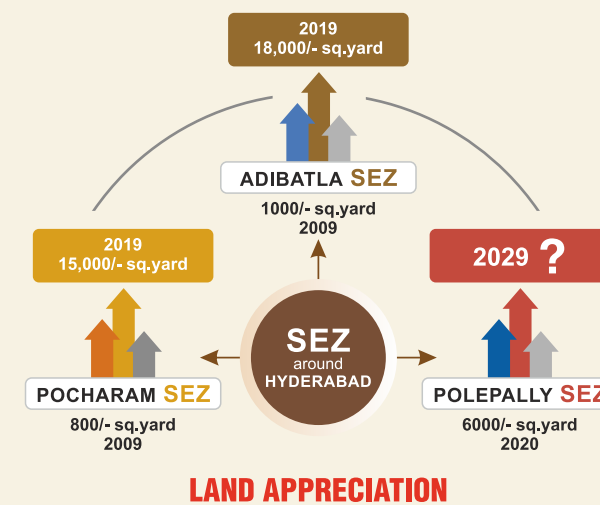 2019
18,000/- sq.yard
ADIBATLA SEZ
1000/- sq.yard
2009
2019
15,000/- sq.yard
POCHARAM SEZ
800/- sq.yard
2009
SEZ
around
HYDERABAD
2029 ?
POLEPALLY SEZ
6000/- sq.yard
2020
LAND APPRECIATION